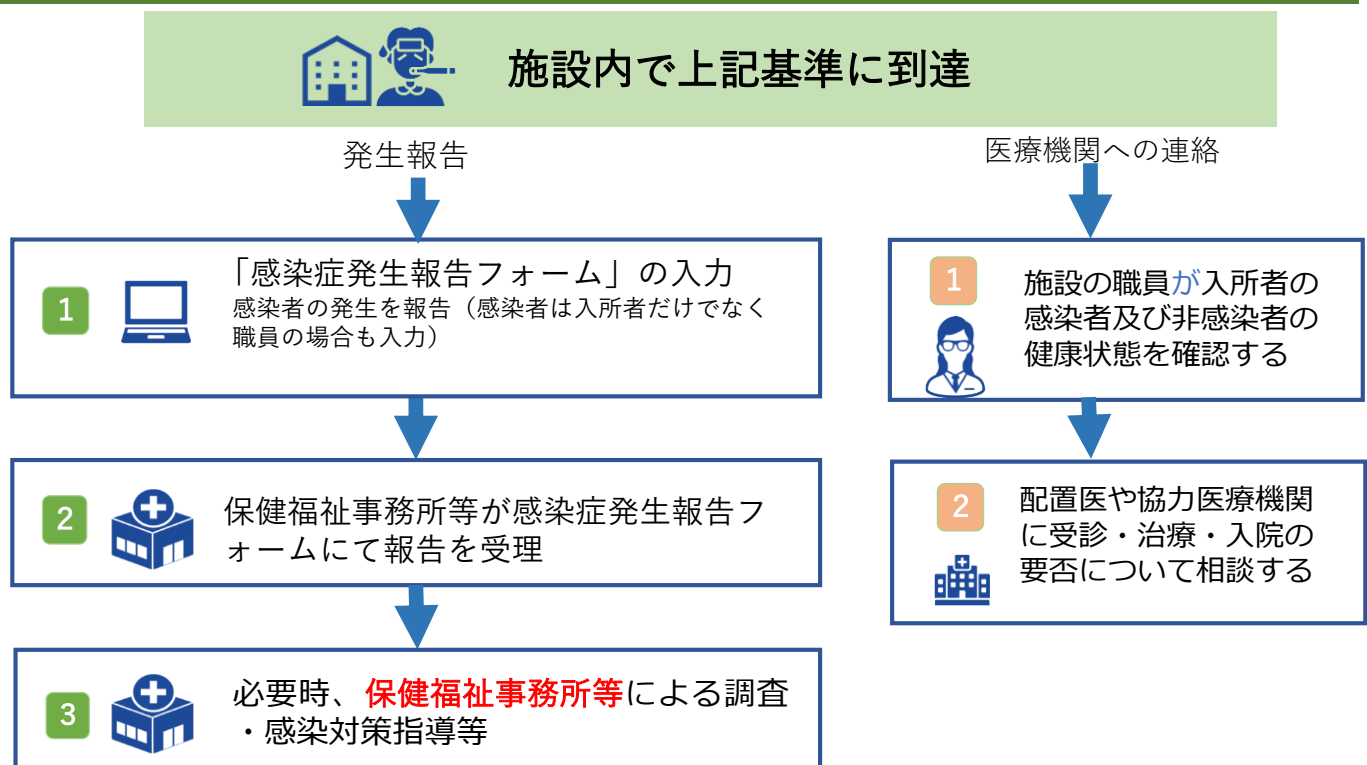 施設内で上記基準に到達
発生報告
1
「感染症発生報告フォーム」の入力
感染者の発生を報告（感染者は入所者だけでなく
職員の場合も入力）
2
保健福祉事務所等が感染症発生報告フ
ォームにて報告を受理
3
必要時、保健福祉事務所等による調査
・感染対策指導等
医療機関への連絡
1
施設の職員が入所者の
感染者及び非感染者の
健康状態を確認する
2
配置医や協力医療機関
に受診・治療・入院の
要否について相談する